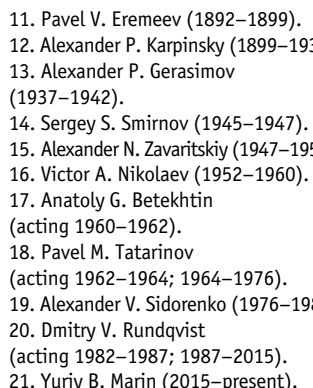 11. Pavel V. Eremeev (1892–1899).
12. Alexander P. Karpinsky (1899–193
13. Alexander P. Gerasimov
(1937–1942).
14. Sergey S. Smirnov (1945–1947).
15. Alexander N. Zavaritskiy (1947–195
16. Victor A. Nikolaev (1952–1960).
17. Anatoly G. Betekhtin
(acting 1960–1962).
18. Pavel M. Tatarinov
(acting 1962–1964; 1964–1976).
19. Alexander V. Sidorenko (1976–198
20. Dmitry V. Rundqvist
(acting 1982–1987; 1987–2015).
21. Yuriy B. Marin (2015–present).